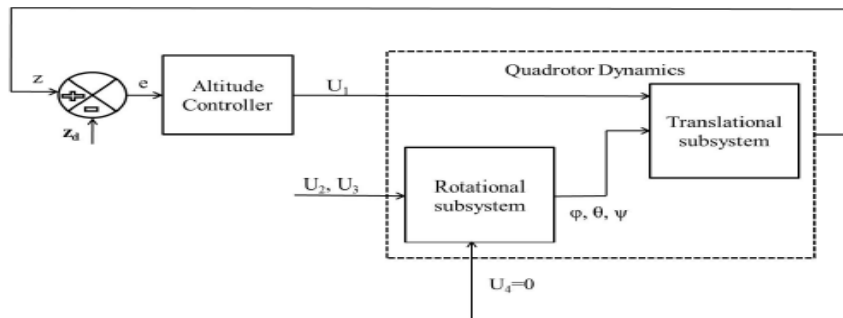 Quadrotor Dynamics
z
e
Altitude
Controller
U₁
Translational
subsystem
z_d
U₂, U₃
Rotational
subsystem
φ, θ, ψ
U₄=0